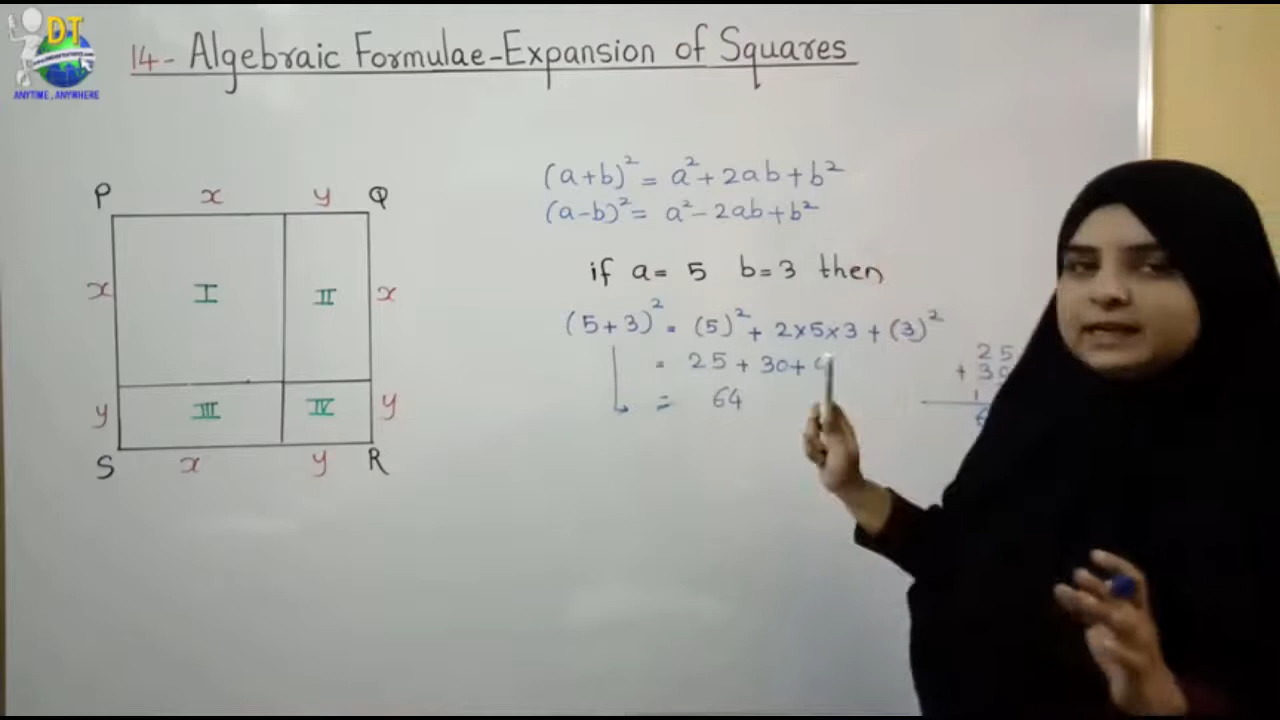 DT
ANYTIME, ANYWHERE
14- Algebraic Formulae-Expansion of Squares
P x y Q
x I II x
y III IV y
S x y R
(a+b)² = a² + 2ab + b²
(a-b)² = a² - 2ab + b²
if a = 5 b = 3 then
(5+3)² = (5)² + 2×5×3 + (3)²
= 25 + 30 +
= 64
25
+ 3